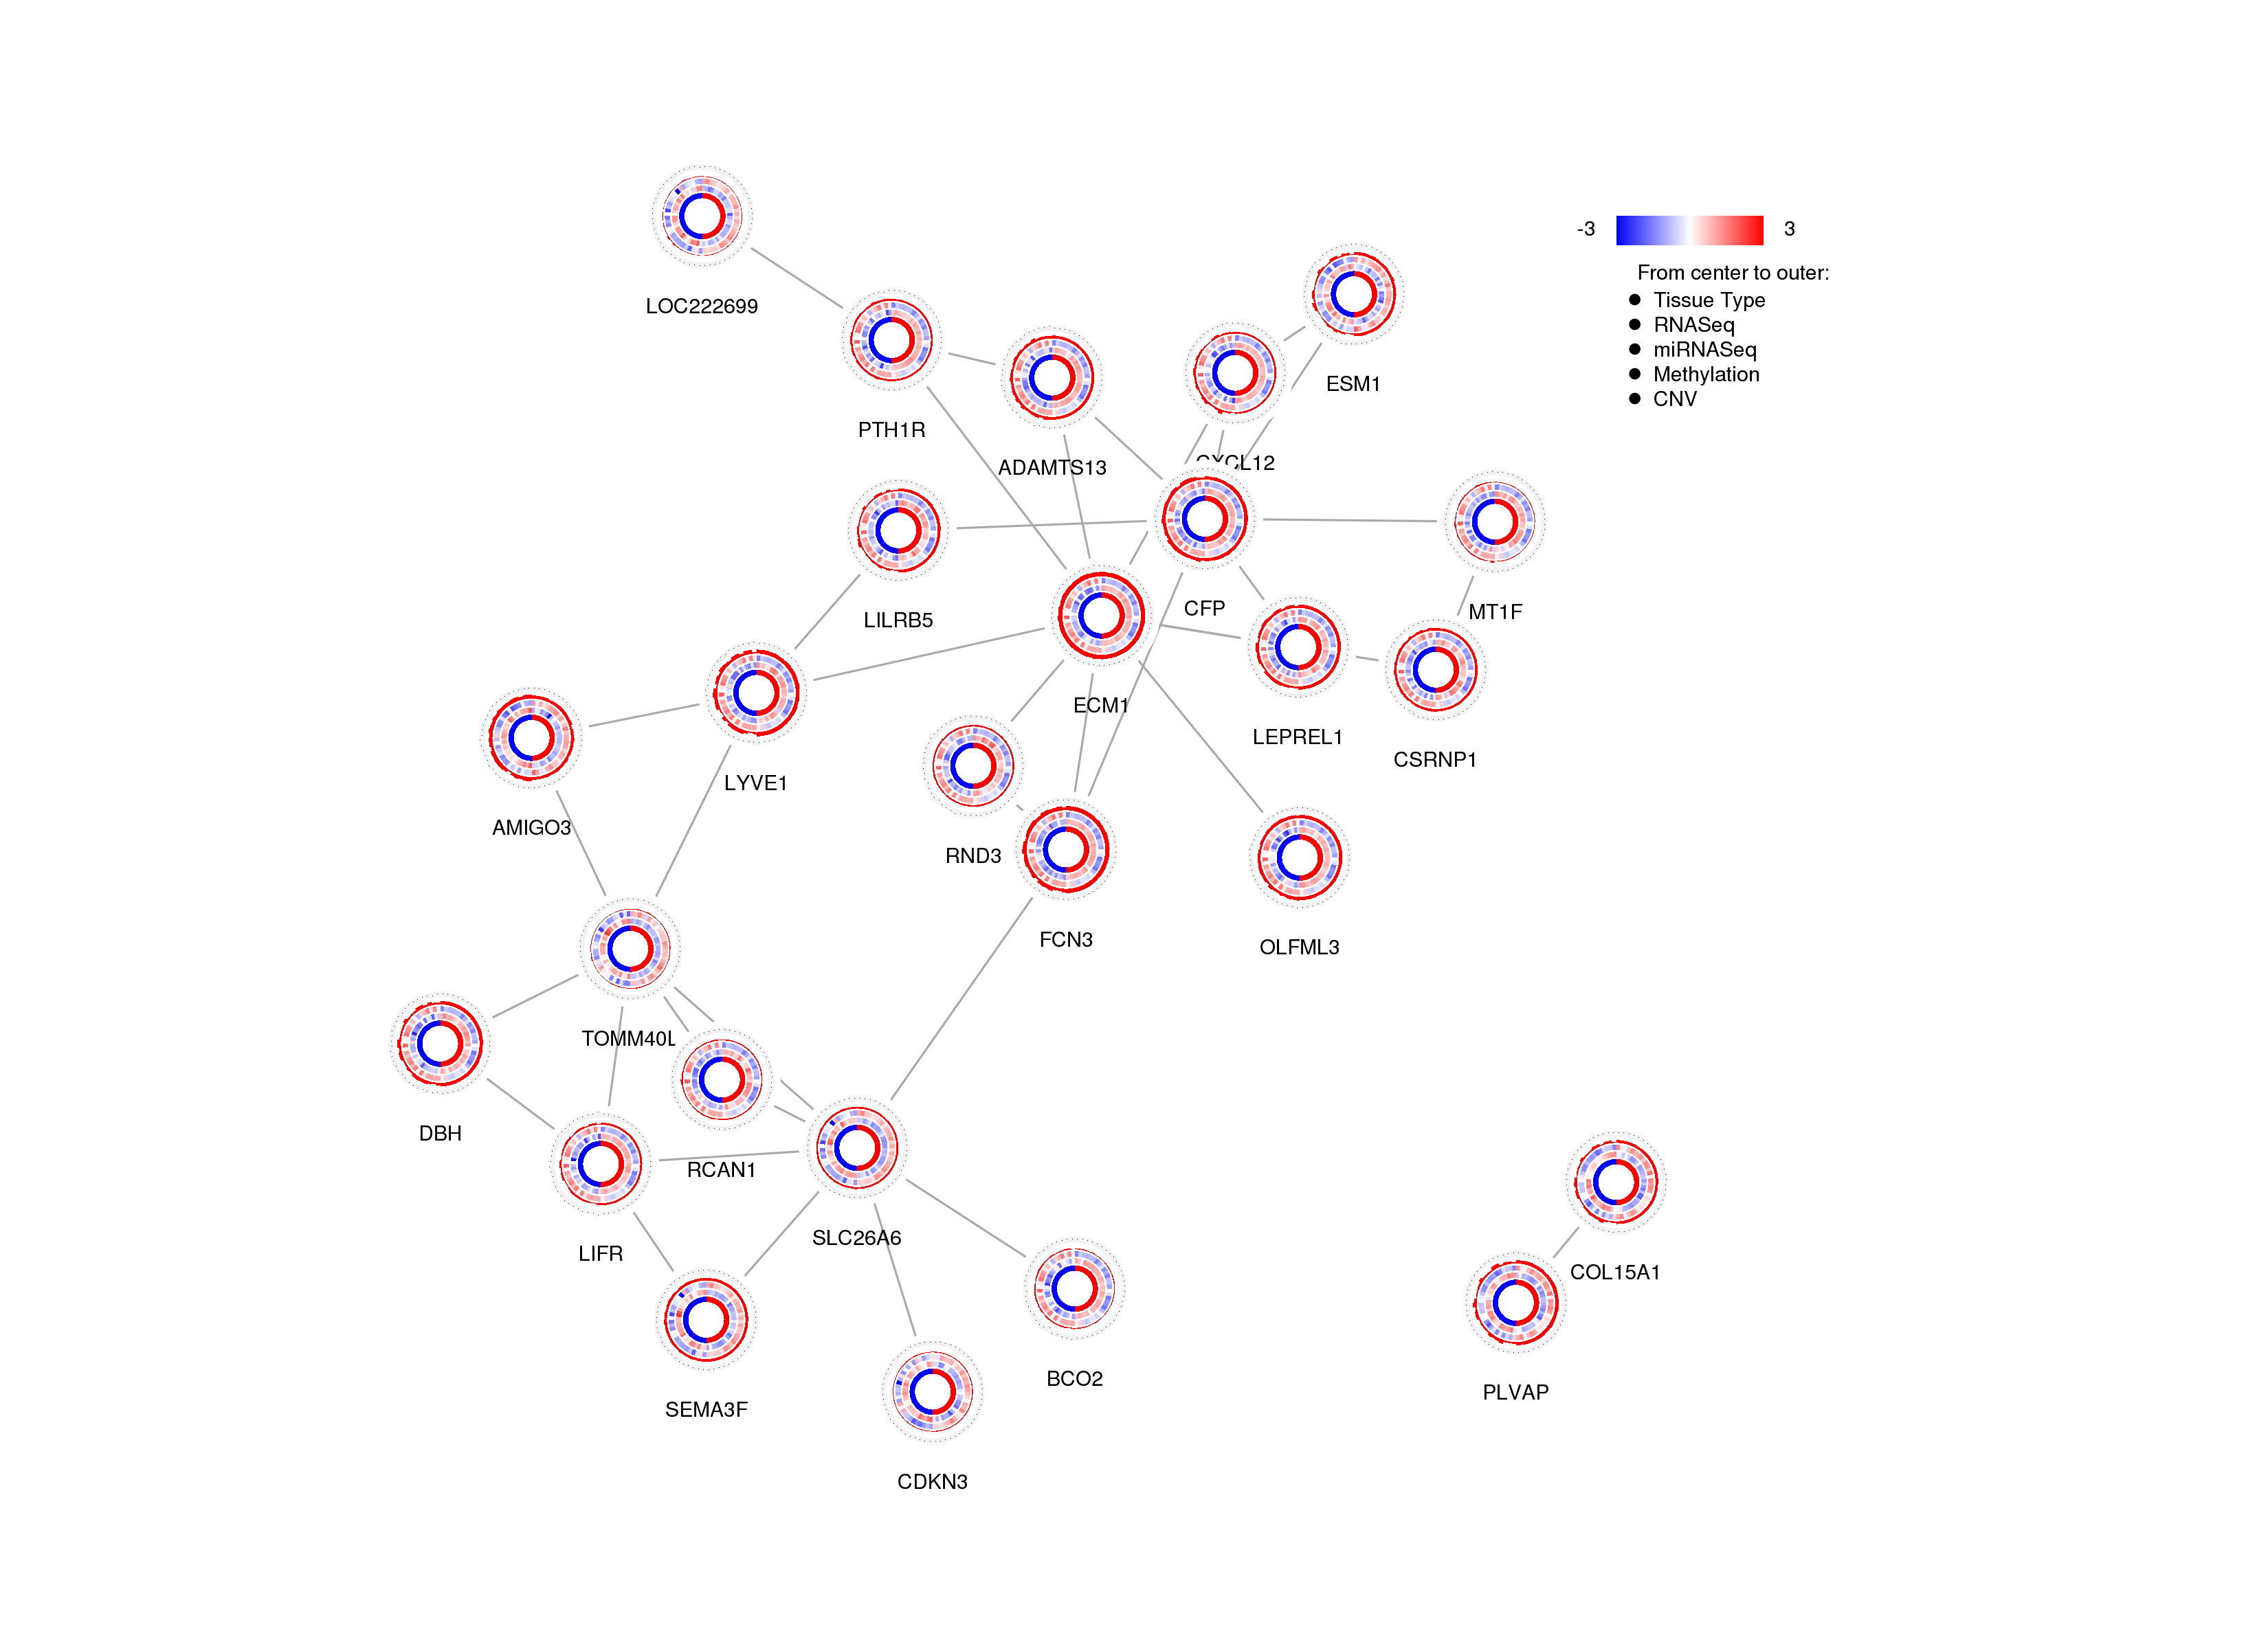 LOC222699
-3 3
From center to outer:
Tissue Type
RNASeq
miRNASeq
Methylation
CNV
ESM1
PTH1R
ADAMTS13
CXCL12
LILRB5
CFP
MT1F
ECM1
LEPREL1
CSRNP1
LYVE1
AMIGO3
RND3
FCN3
OLFML3
TOMM40L
DBH
RCAN1
SLC26A6
LIFR
COL15A1
BCO2
PLVAP
SEMA3F
CDKN3